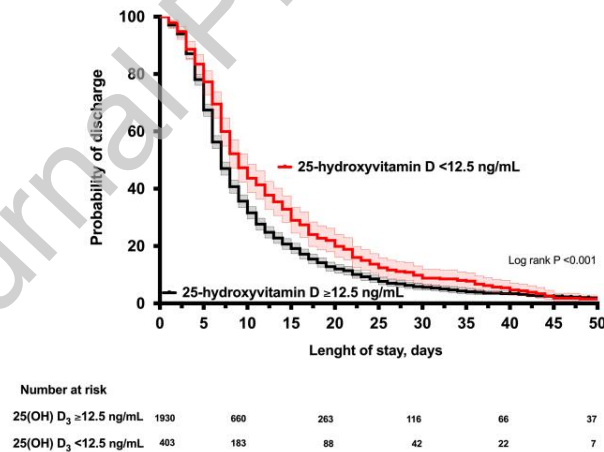 100
80
60
40
20
0
Probability of discharge
25-hydroxyvitamin D <12.5 ng/mL
Log rank P <0.001
25-hydroxyvitamin D ≥12.5 ng/mL
0 5 10 15 20 25 30 35 40 45 50
Lenght of stay, days
Number at risk
25(OH) D3 ≥12.5 ng/mL 1930 660 263 116 66 37
25(OH) D3 <12.5 ng/mL 403 183 88 42 22 7